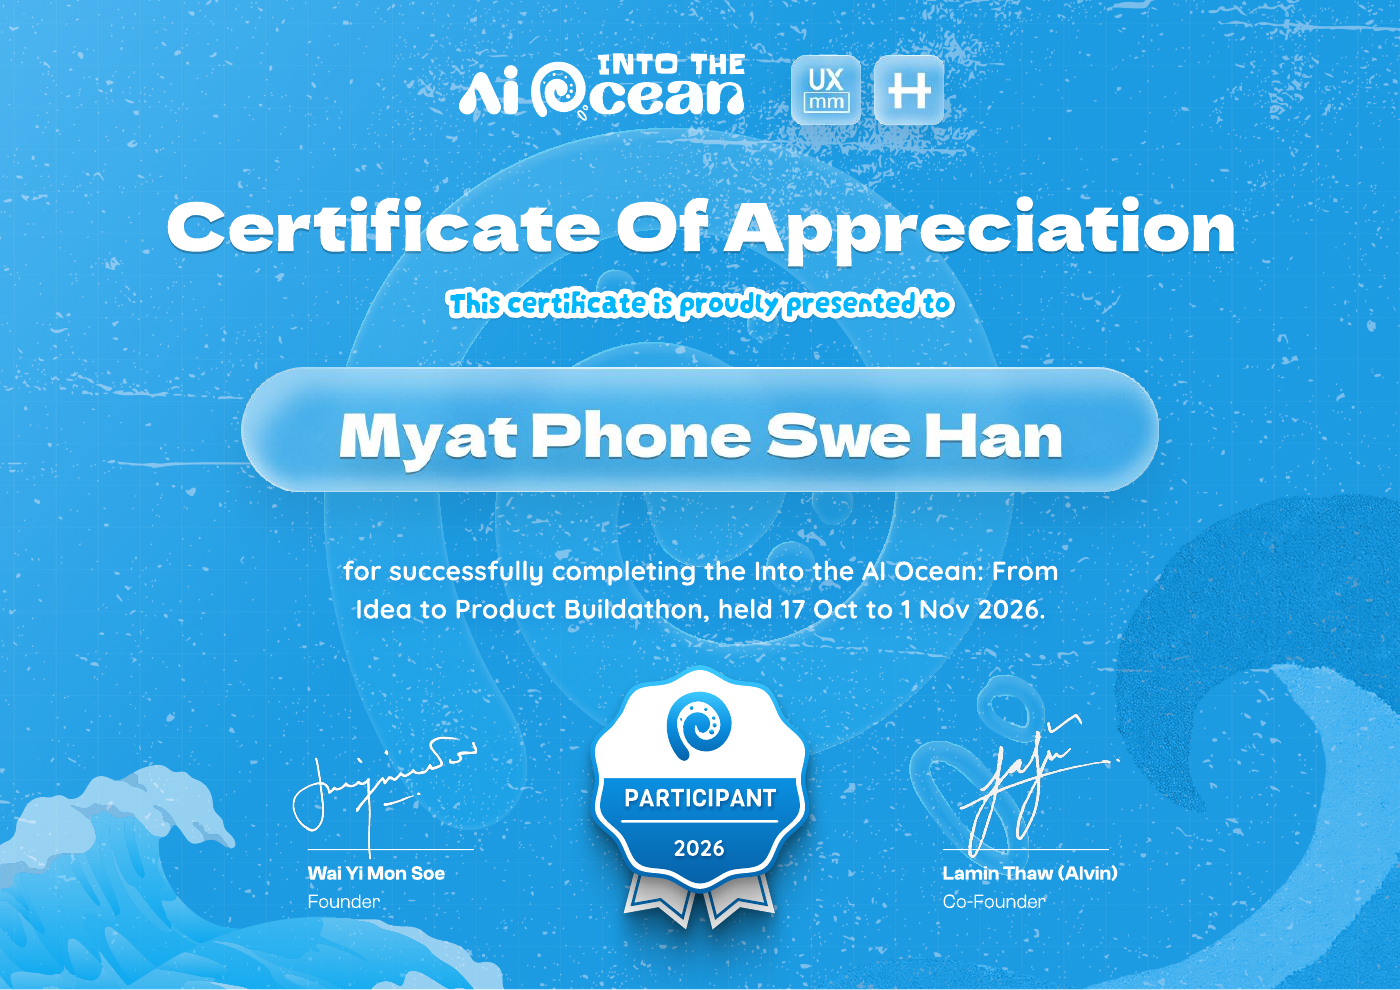 INTO THE
Ai Ocean
UX
mm
H
Certificate Of Appreciation
This certificate is proudly presented to
Myat Phone Swe Han
for successfully completing the Into the AI Ocean: From
Idea to Product Buildathon, held 17 Oct to 1 Nov 2026.
PARTICIPANT
2026
Wai Yi Mon Soe
Founder
Lamin Thaw (Alvin)
Co-Founder